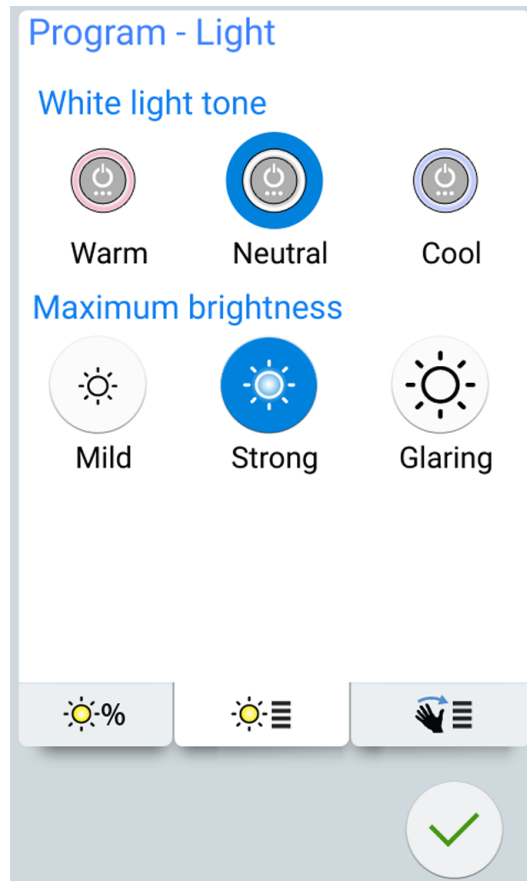 Program - Light
White light tone
Warm Neutral Cool
Maximum brightness
Mild Strong Glaring
%